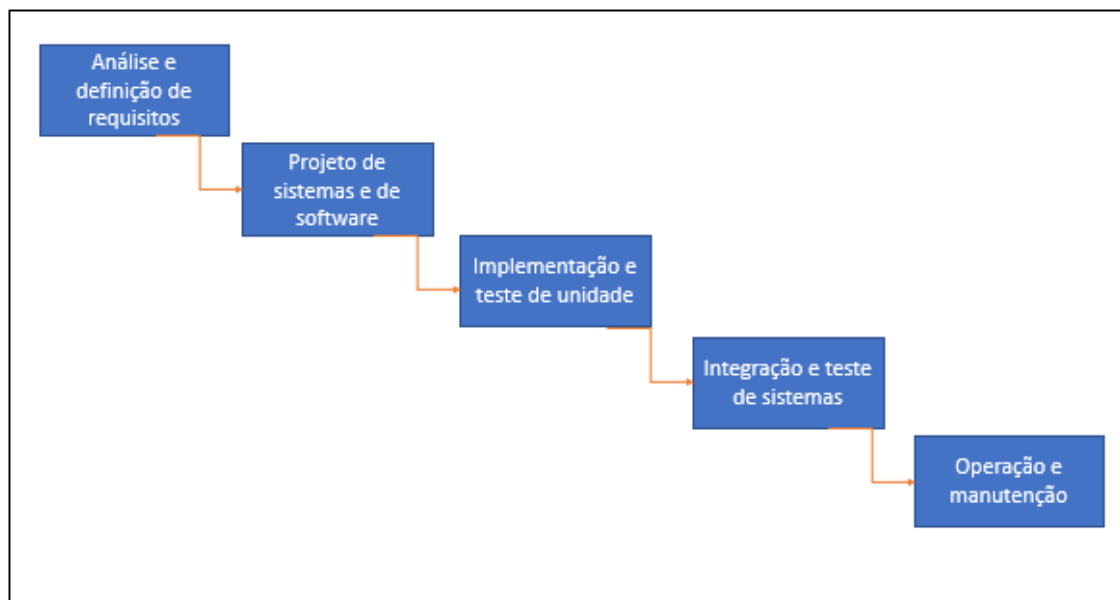 Análise e
definição de
requisitos
Projeto de
sistemas e de
software
Implementação e
teste de unidade
Integração e teste
de sistemas
Operação e
manutenção